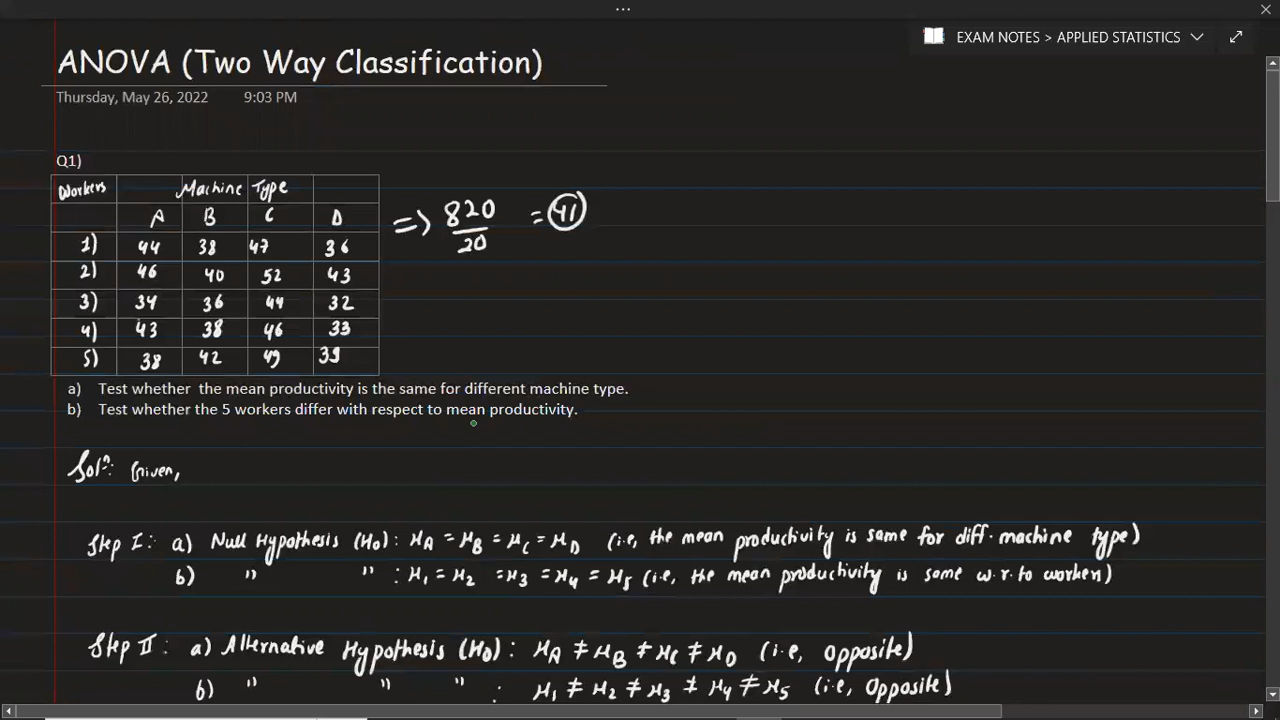 EXAM NOTES > APPLIED STATISTICS
ANOVA (Two Way Classification)
Thursday, May 26, 2022 9:03 PM
Q1)
Workers Machine Type
A B C D
1) 44 38 47 36
2) 46 40 52 43
3) 34 36 44 32
4) 43 38 46 33
5) 38 42 49 39
=> 820/20 = 41
a) Test whether the mean productivity is the same for different machine type.
b) Test whether the 5 workers differ with respect to mean productivity.
Solⁿ: Given,
Step I: a) Null Hypothesis (H0): μA = μB = μC = μD (i.e, the mean productivity is same for diff. machine type)
b) " " : μ1 = μ2 = μ3 = μ4 = μ5 (i.e, the mean productivity is same w.r.to worker)
Step II: a) Alternative Hypothesis (H0): μA ≠ μB ≠ μC ≠ μD (i.e, opposite)
b) " " " : μ1 ≠ μ2 ≠ μ3 ≠ μ4 ≠ μ5 (i.e, opposite)